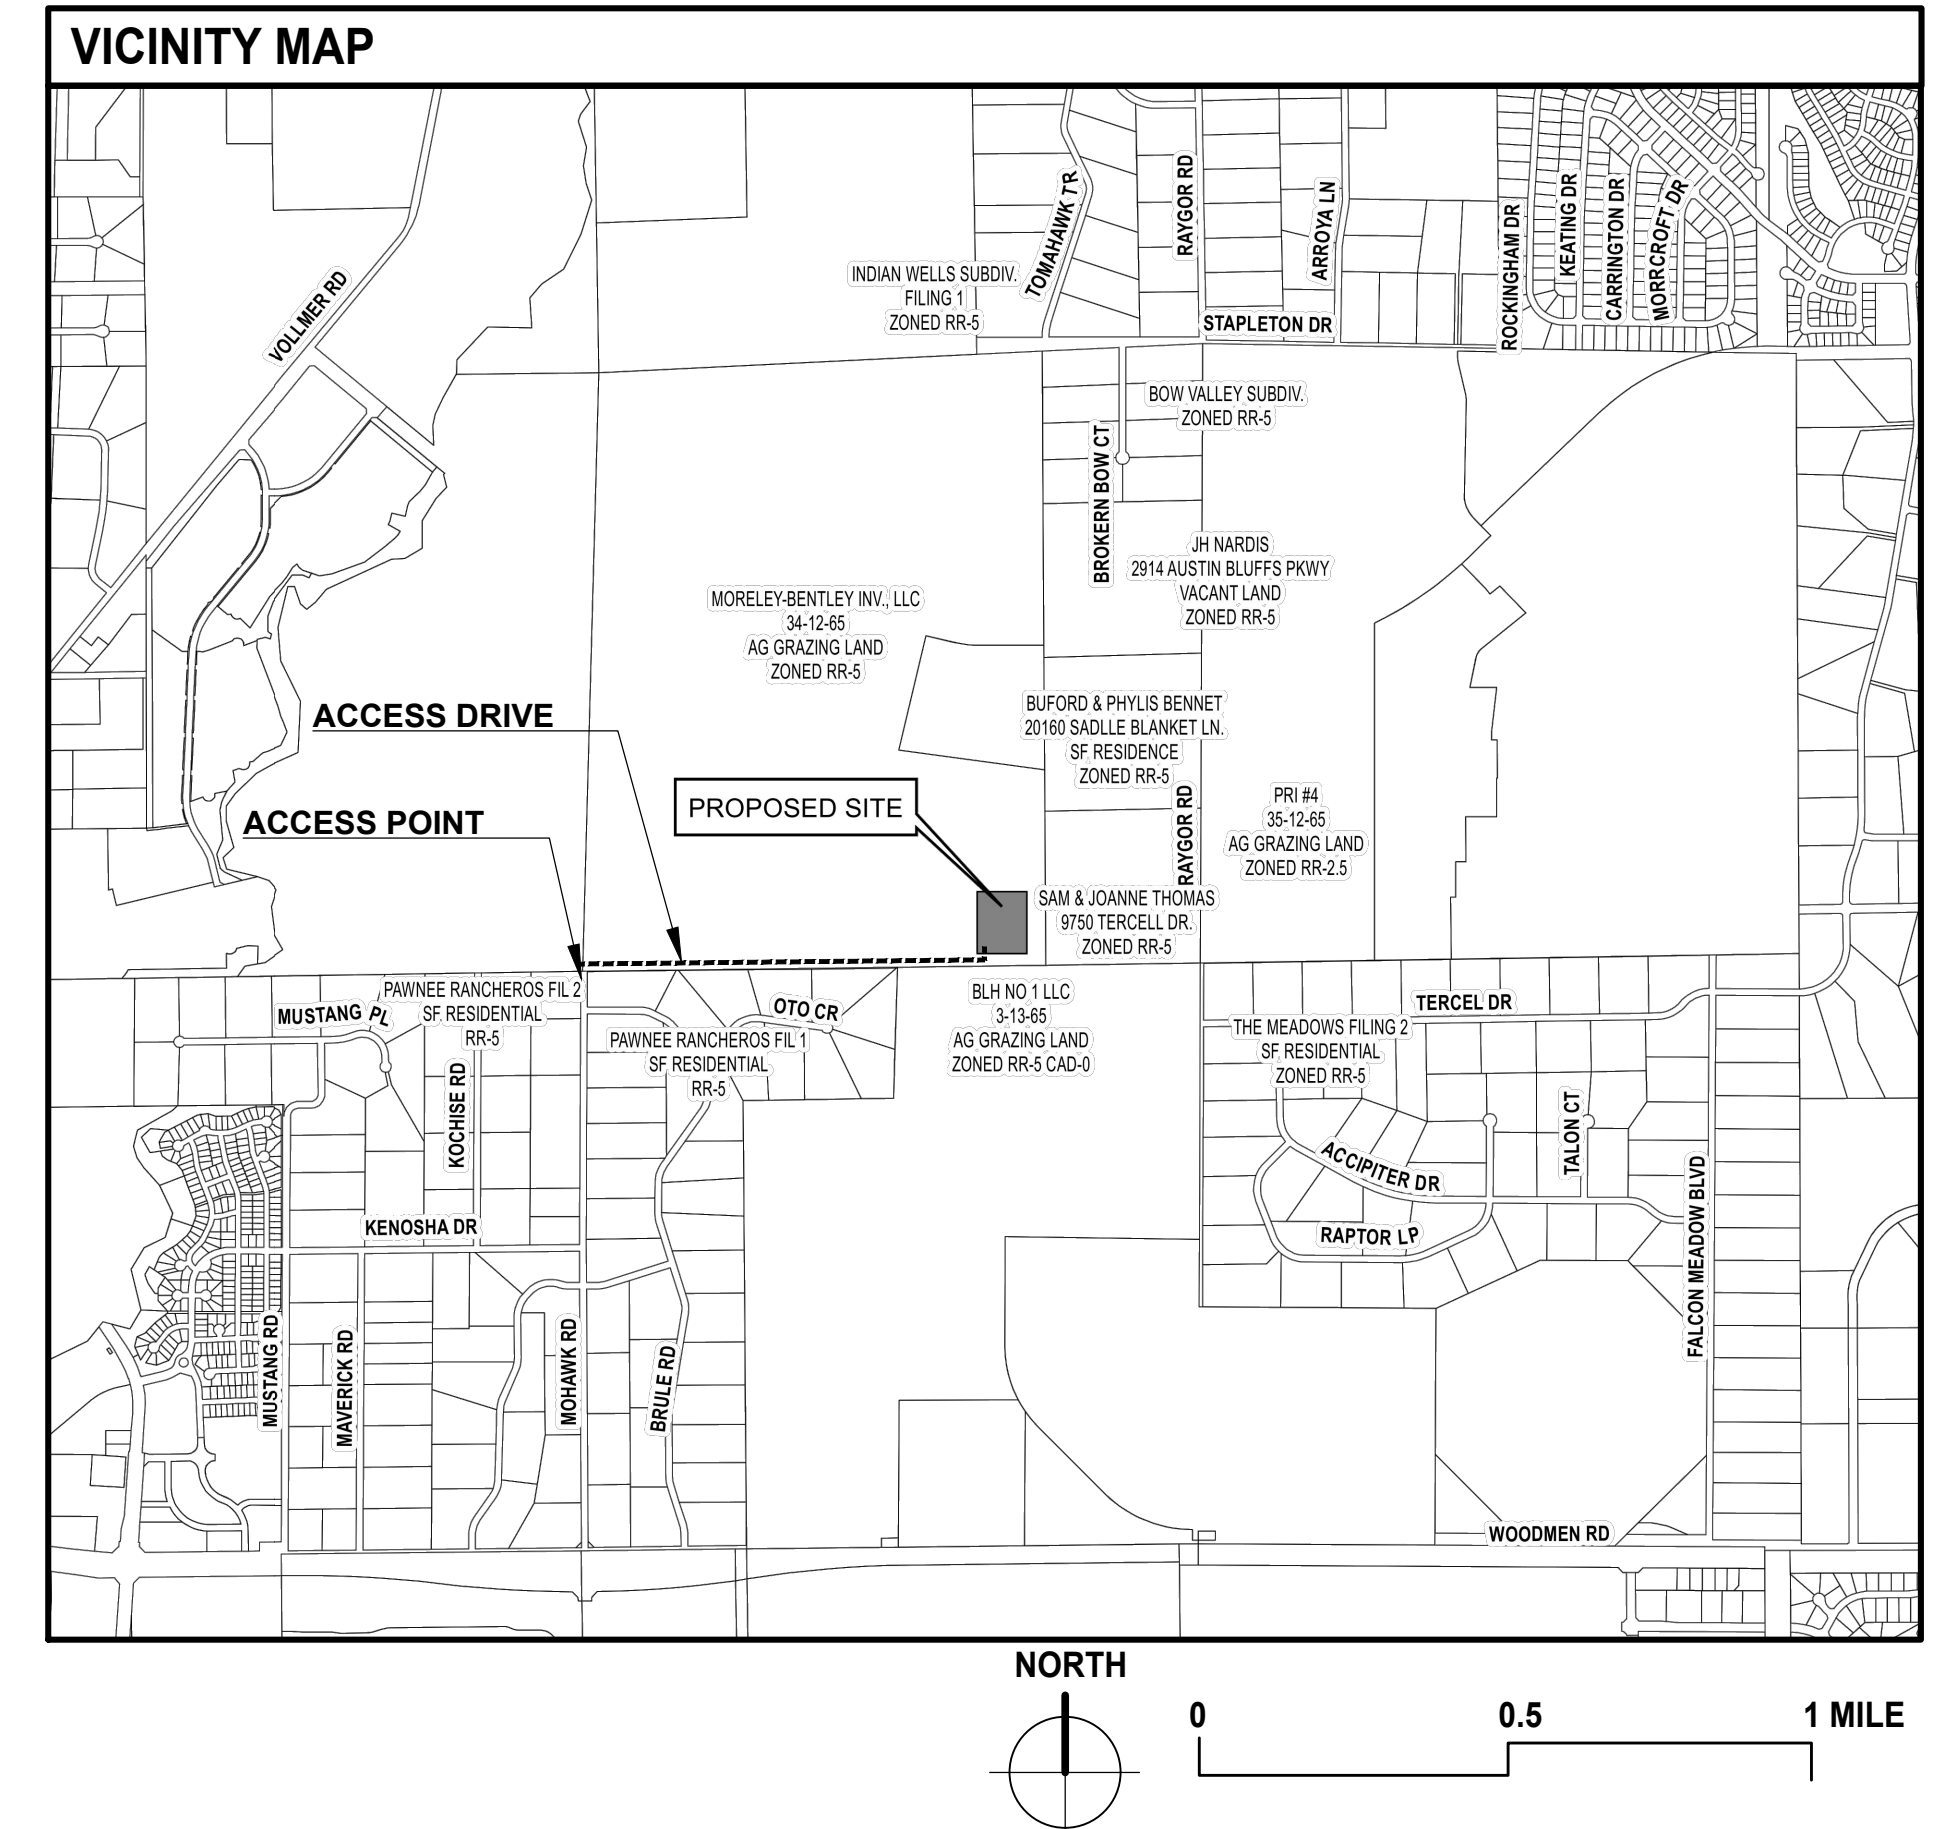 VICINITY MAP
TOMAHAWK TR
RAYGOR RD
ARROYA LN
ROCKINGHAM DR
KEATING DR
CARRINGTON DR
MORRCROFT DR
VOLLMER RD
INDIAN WELLS SUBDIV.
FILING 1
ZONED RR-5
STAPLETON DR
BOW VALLEY SUBDIV.
ZONED RR-5
BROKERN BOW CT
JH NARDIS
2914 AUSTIN BLUFFS PKWY
VACANT LAND
ZONED RR-5
MORELEY-BENTLEY INV., LLC
34-12-65
AG GRAZING LAND
ZONED RR-5
ACCESS DRIVE
BUFORD & PHYLIS BENNET
20160 SADLLE BLANKET LN.
SF RESIDENCE
ZONED RR-5
RAYGOR RD
ACCESS POINT
PROPOSED SITE
PRI #4
35-12-65
AG GRAZING LAND
ZONED RR-2.5
SAM & JOANNE THOMAS
9750 TERCELL DR.
ZONED RR-5
PAWNEE RANCHEROS FIL 2
SF RESIDENTIAL
RR-5
MUSTANG PL
OTO CR
BLH NO 1 LLC
3-13-65
AG GRAZING LAND
ZONED RR-5 CAD-0
TERCEL DR
PAWNEE RANCHEROS FIL 1
SF RESIDENTIAL
RR-5
THE MEADOWS FILING 2
SF RESIDENTIAL
ZONED RR-5
KOCHISE RD
TALON CT
ACCIPITER DR
KENOSHA DR
RAPTOR LP
FALCON MEADOW BLVD
MUSTANG RD
MAVERICK RD
MOHAWK RD
BRULE RD
WOODMEN RD
NORTH
0 0.5 1 MILE